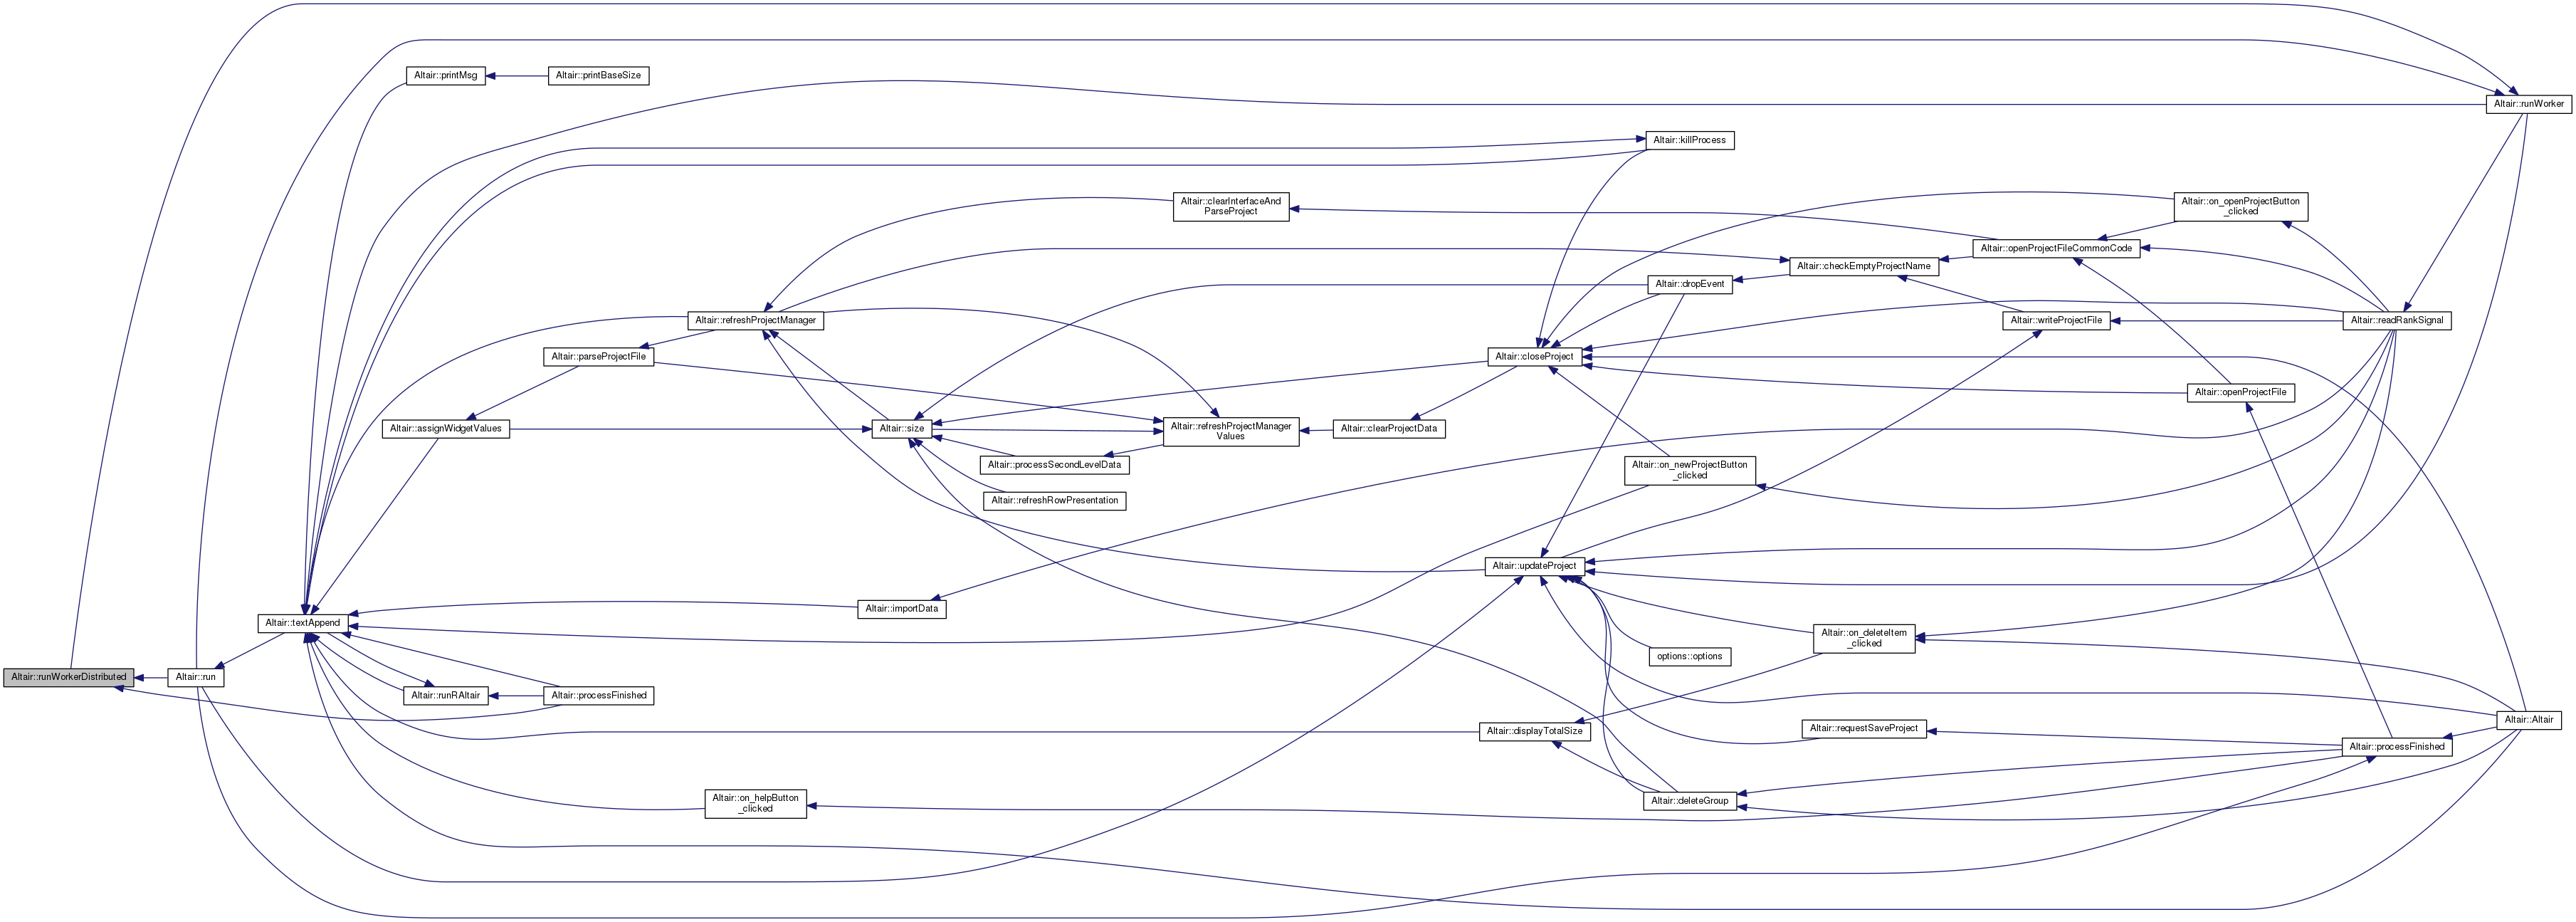 Altair::printMsg
Altair::printBaseSize
Altair::runWorker
Altair::killProcess
Altair::clearInterfaceAnd
ParseProject
Altair::on_openProjectButton
_clicked
Altair::openProjectFileCommonCode
Altair::checkEmptyProjectName
Altair::dropEvent
Altair::refreshProjectManager
Altair::writeProjectFile
Altair::readRankSignal
Altair::parseProjectFile
Altair::closeProject
Altair::openProjectFile
Altair::assignWidgetValues
Altair::size
Altair::refreshProjectManager
Values
Altair::clearProjectData
Altair::processSecondLevelData
Altair::on_newProjectButton
_clicked
Altair::refreshRowPresentation
Altair::updateProject
Altair::importData
Altair::textAppend
Altair::on_deleteItem
_clicked
options::options
Altair::runWorkerDistributed
Altair::run
Altair::runRAltair
Altair::processFinished
Altair::displayTotalSize
Altair::requestSaveProject
Altair::Altair
Altair::processFinished
Altair::on_helpButton
_clicked
Altair::deleteGroup